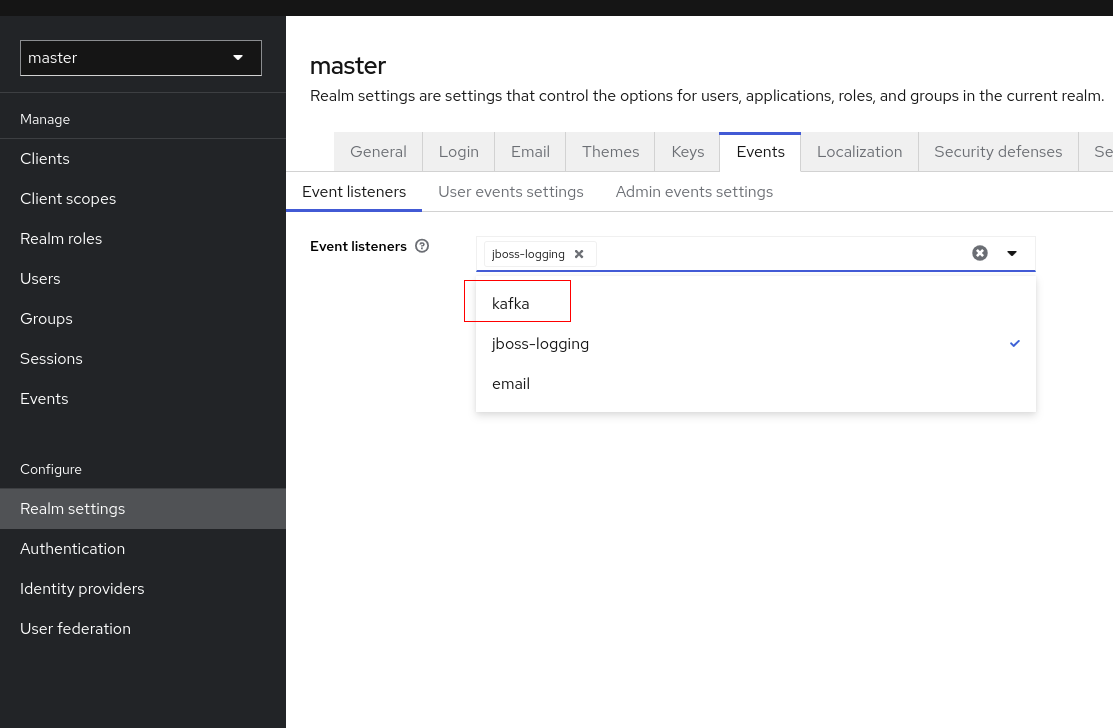 master
Manage
Clients
Client scopes
Realm roles
Users
Groups
Sessions
Events
Configure
Realm settings
Authentication
Identity providers
User federation
master
Realm settings are settings that control the options for users, applications, roles, and groups in the current realm.
General Login Email Themes Keys Events Localization Security defenses Se
Event listeners User events settings Admin events settings
Event listeners jboss-logging
kafka
jboss-logging
email